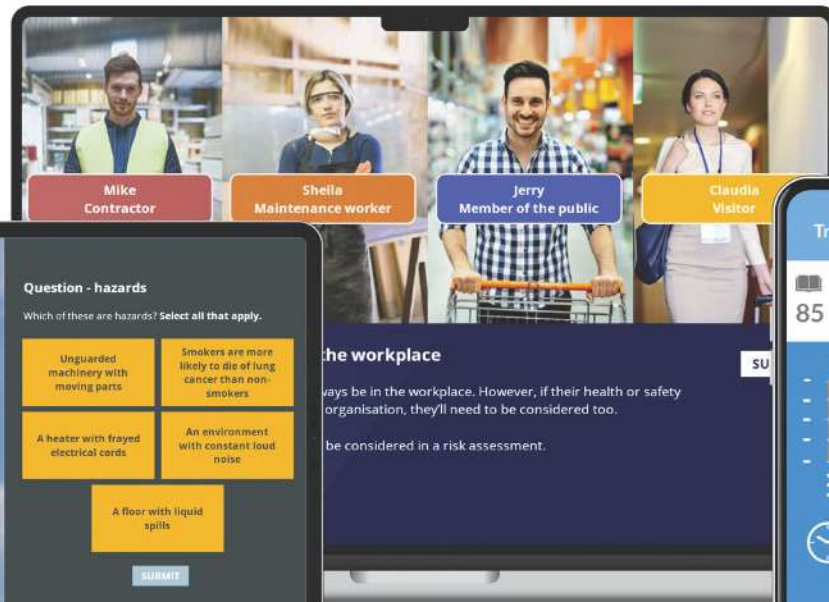 Mike
Contractor
Sheila
Maintenance worker
Jerry
Member of the public
Claudia
Visitor
the workplace
ways be in the workplace. However, if their health or safety
organisation, they'll need to be considered too.
be considered in a risk assessment.
SU
Question - hazards
Which of these are hazards? Select all that apply.
Unguarded
machinery with
moving parts
Smokers are more
likely to die of lung
cancer than non-
smokers
A heater with frayed
electrical cords
An environment
with constant loud
noise
A floor with liquid
spills
SUBMIT
Tr
85